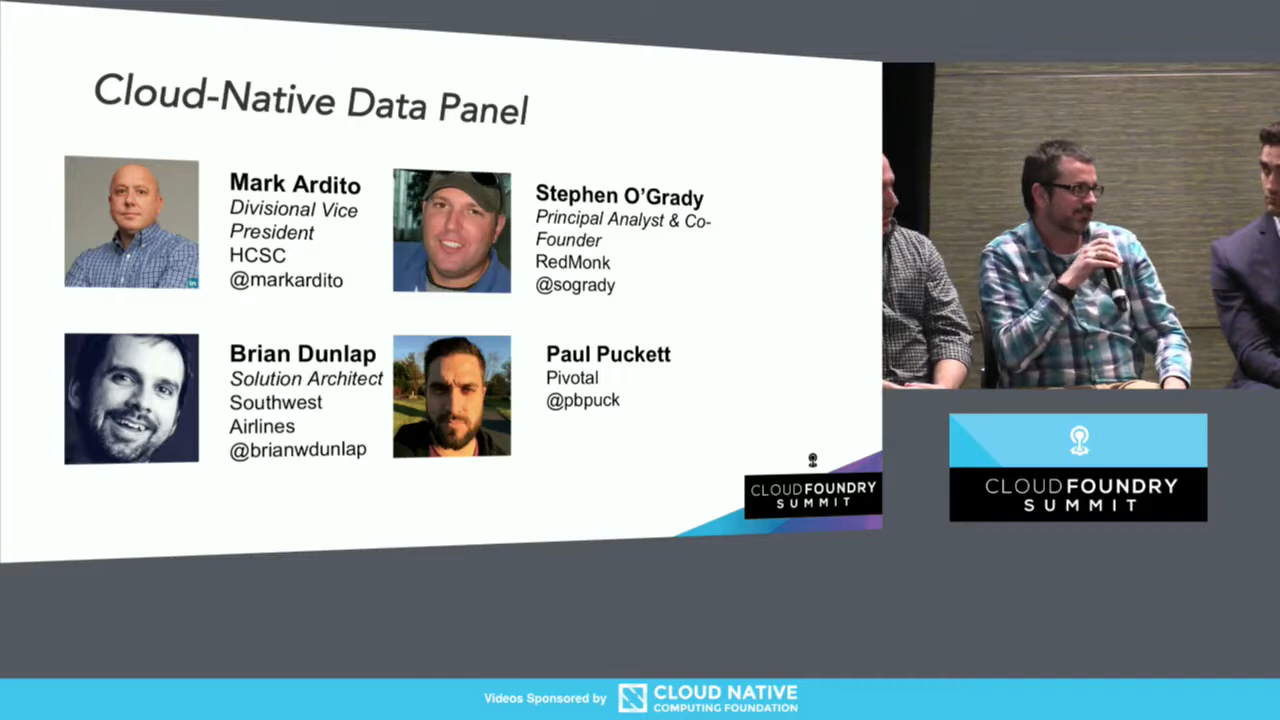 Cloud-Native Data Panel
Mark Ardito
Divisional Vice
President
HCSC
@markardito
Stephen O'Grady
Principal Analyst & Co-
Founder
RedMonk
@sogrady
Brian Dunlap
Solution Architect
Southwest
Airlines
@brianwdunlap
Paul Puckett
Pivotal
@pbpuck
CLOUDFOUNDRY
SUMMIT
CLOUDFOUNDRY
SUMMIT
Videos Sponsored by
CLOUD NATIVE
COMPUTING FOUNDATION